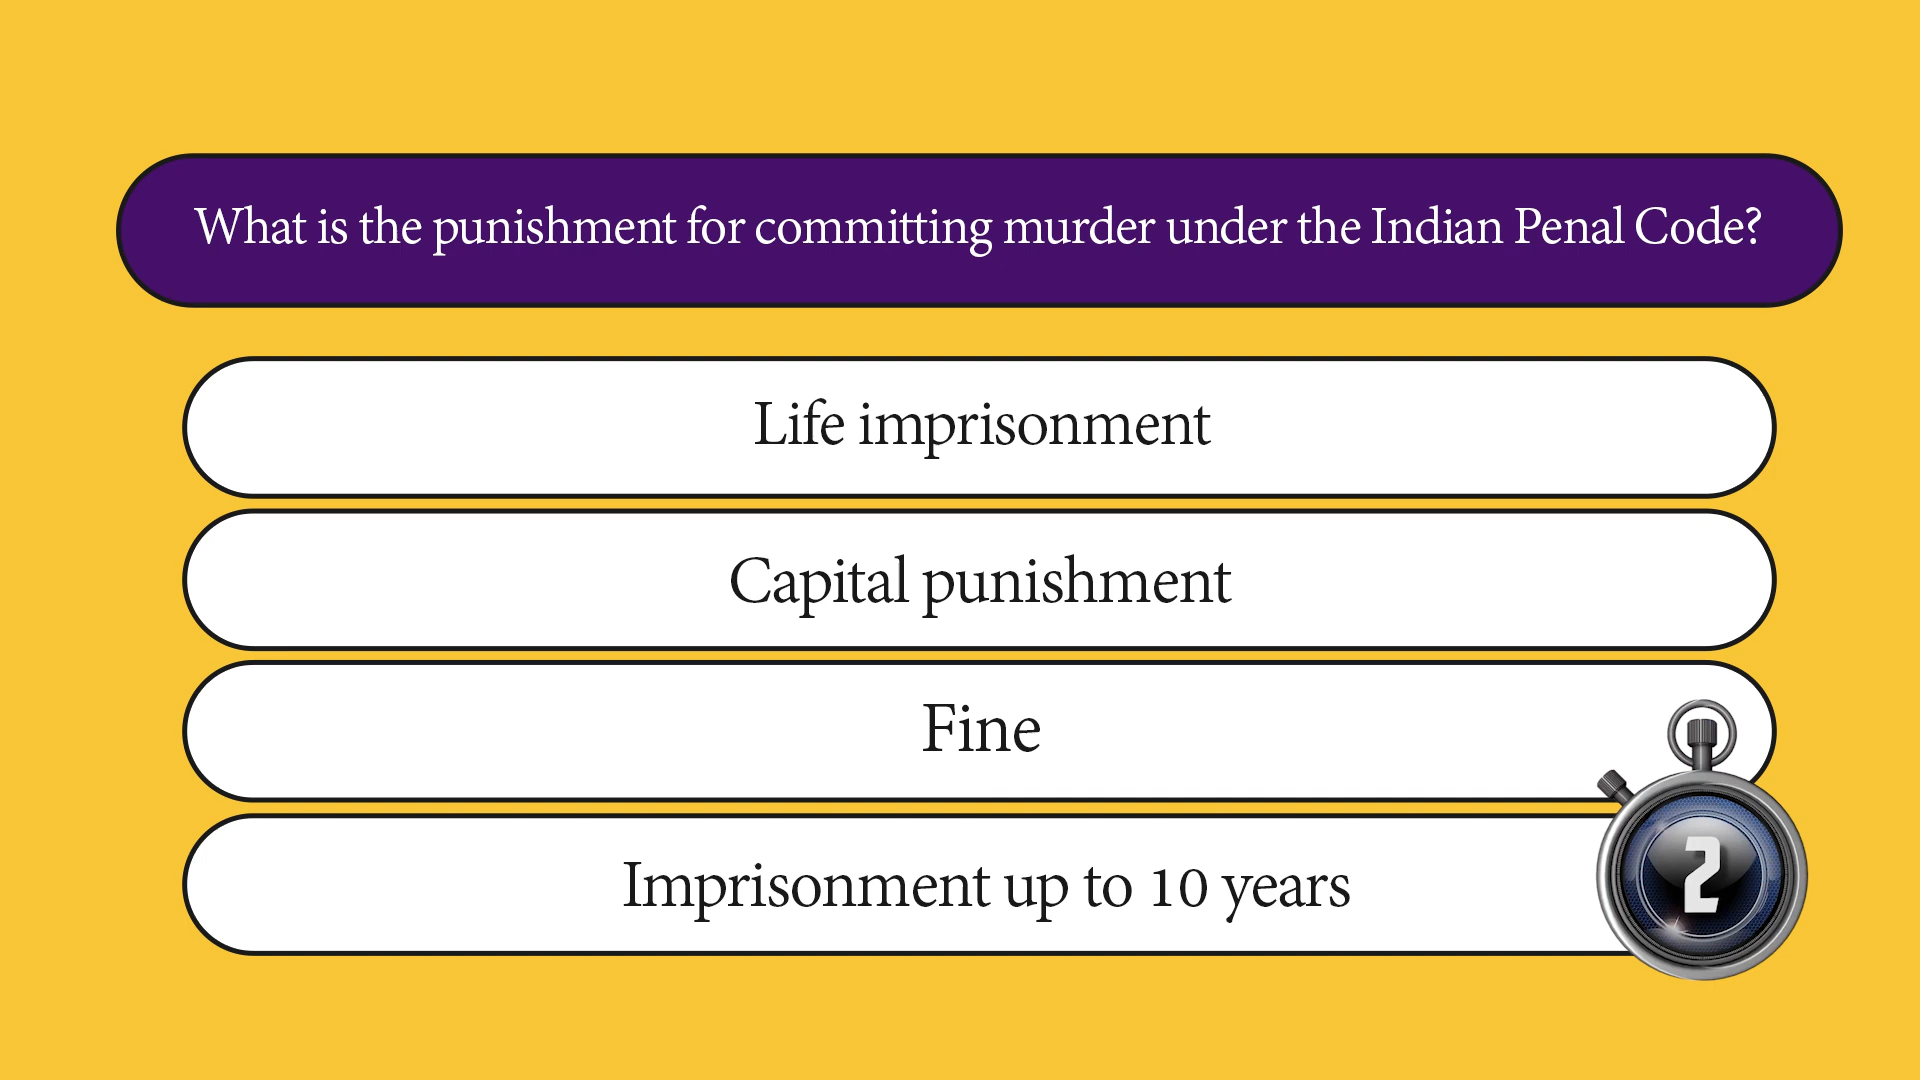 What is the punishment for committing murder under the Indian Penal Code?
Life imprisonment
Capital punishment
Fine
Imprisonment up to 10 years
2